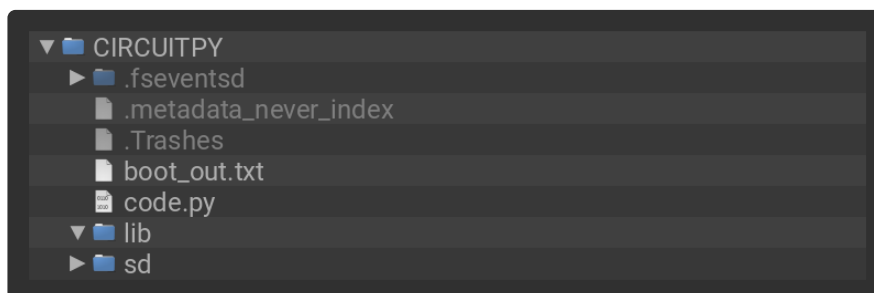 CIRCUITPY
.fseventsd
.metadata_never_index
.Trashes
boot_out.txt
code.py
lib
sd